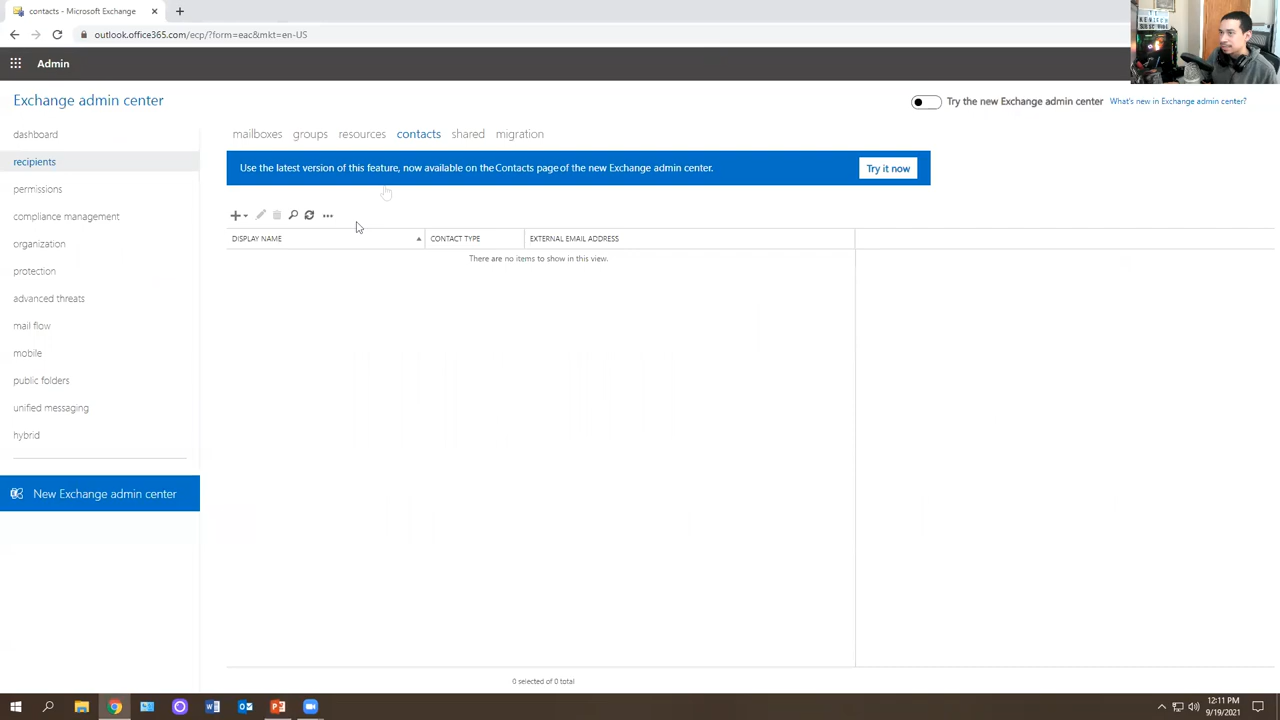 contacts - Microsoft Exchange
outlook.office365.com/ecp/?form=eac&mkt=en-US
Admin
Exchange admin center
Try the new Exchange admin center
What's new in Exchange admin center?
dashboard
recipients
permissions
compliance management
organization
protection
advanced threats
mail flow
mobile
public folders
unified messaging
hybrid
New Exchange admin center
mailboxes groups resources contacts shared migration
Use the latest version of this feature, now available on the Contacts page of the new Exchange admin center.
Try it now
DISPLAY NAME CONTACT TYPE EXTERNAL EMAIL ADDRESS
There are no items to show in this view.
0 selected of 0 total
12:11 PM
9/19/2021